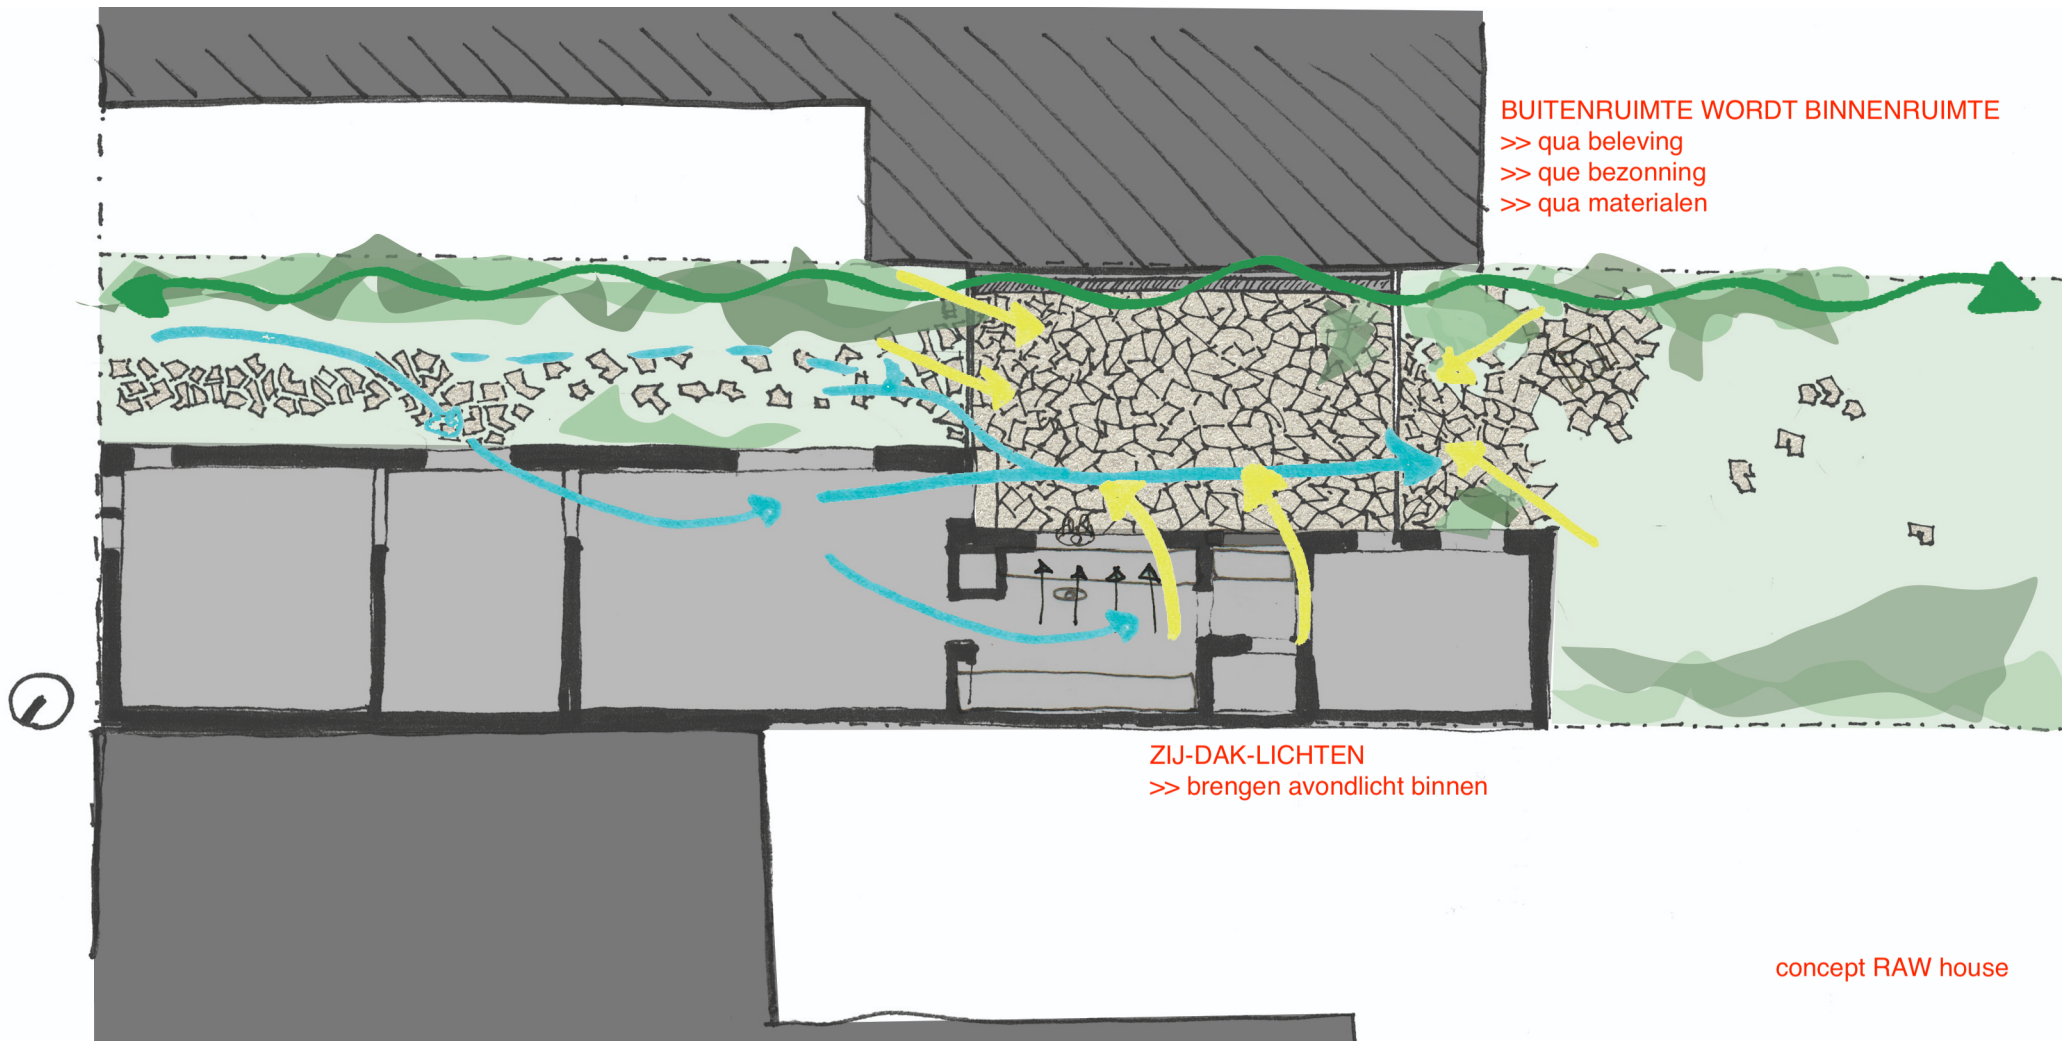 BUITENRUIMTE WORDT BINNENRUIMTE
>> qua beleving
>> que bezonning
>> qua materialen
ZIJ-DAK-LICHTEN
>> brengen avondlicht binnen
concept RAW house